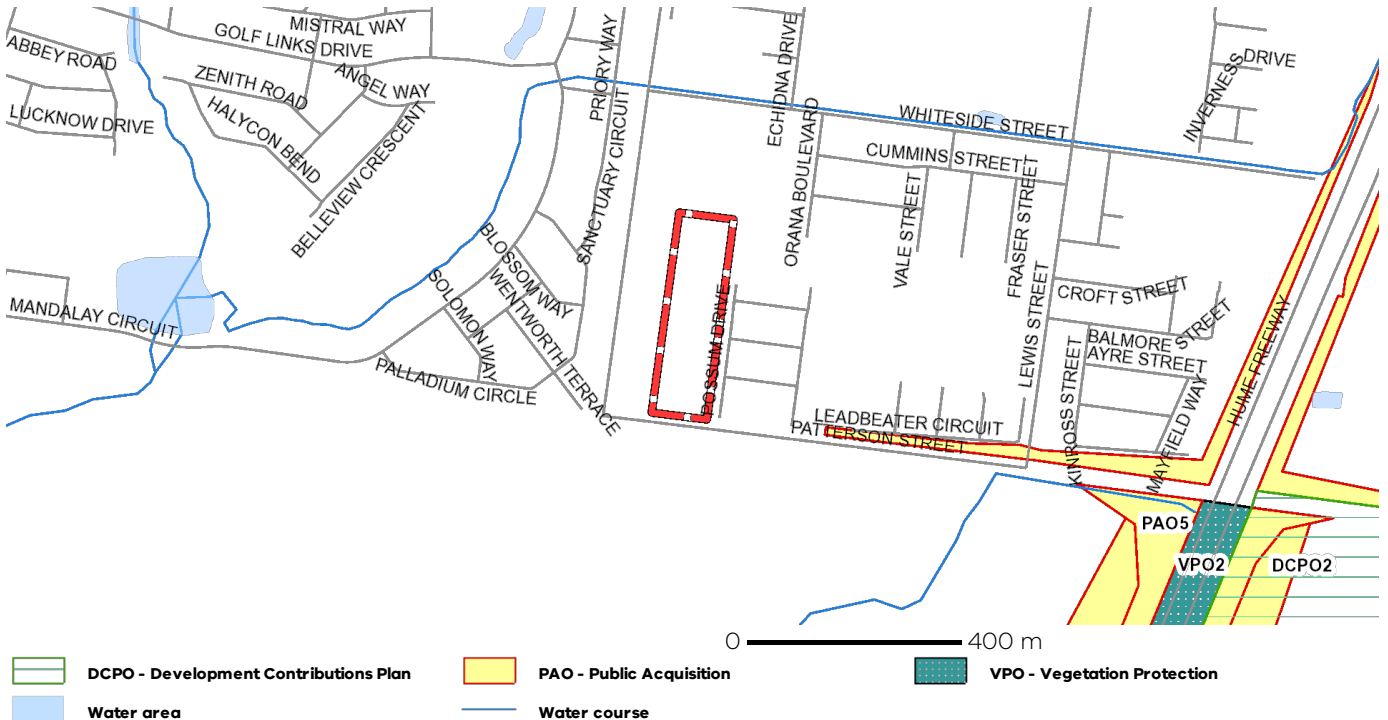 MISTRAL WAY
GOLF LINKS DRIVE
ABBEY ROAD
ZENITH ROAD
ANGEL WAY
LUCKNOW DRIVE
HALYCON BEND
BELLEVIEW CRESCENT
PRIORY WAY
SANCTUARY CIRCUIT
ECHIDNA DRIVE
ORANA BOULEVARD
WHITESIDE STREET
CUMMINS STREET
INVERNESS DRIVE
VALE STREET
FRASER STREET
LEWIS STREET
CROFT STREET
BALMORE STREET
AYRE STREET
HUME FREEWAY
BLOSSOM WAY
SOLOMON WAY
WENTWORTH TERRACE
MANDALAY CIRCUIT
PALLADIUM CIRCLE
POSSUM DRIVE
LEADBEATER CIRCUIT
PATTERSON STREET
KINROSS STREET
MAYFIELD WAY
PAO5
VPO2
DCPO2
0 400 m
DCPO - Development Contributions Plan
PAO - Public Acquisition
VPO - Vegetation Protection
Water area
Water course